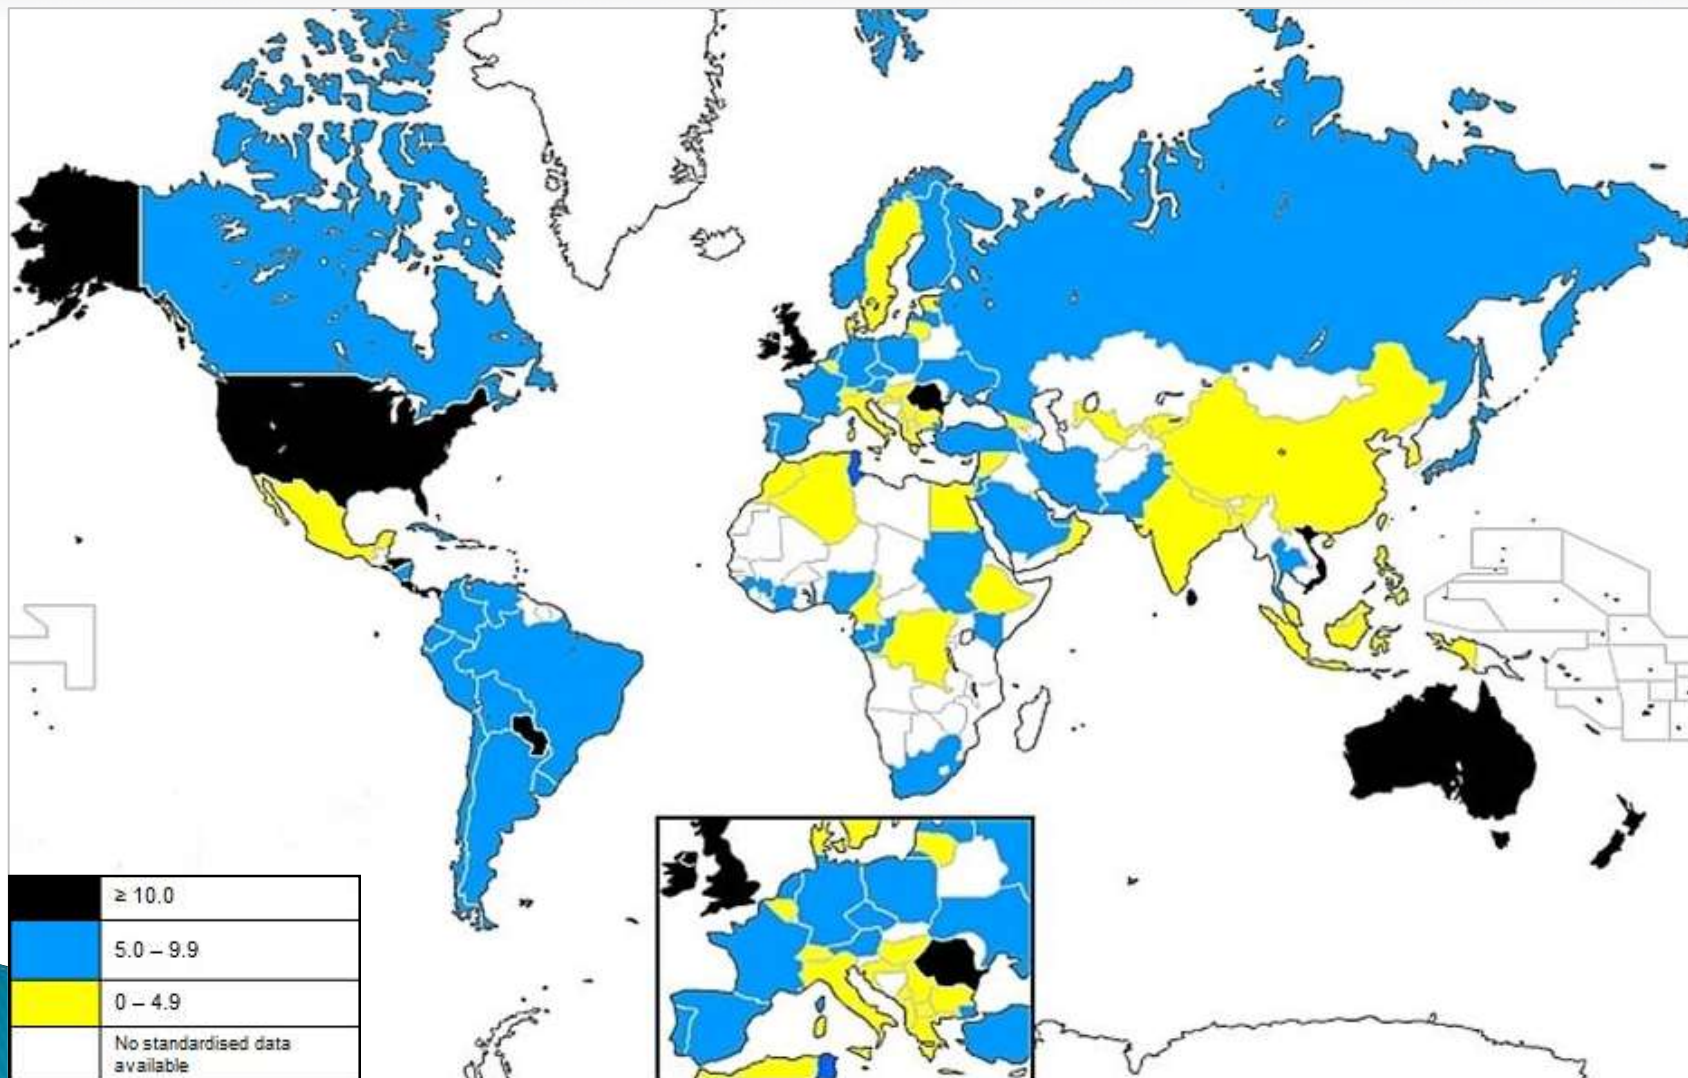 ≥ 10.0
5.0 – 9.9
0 – 4.9
No standardised data
available